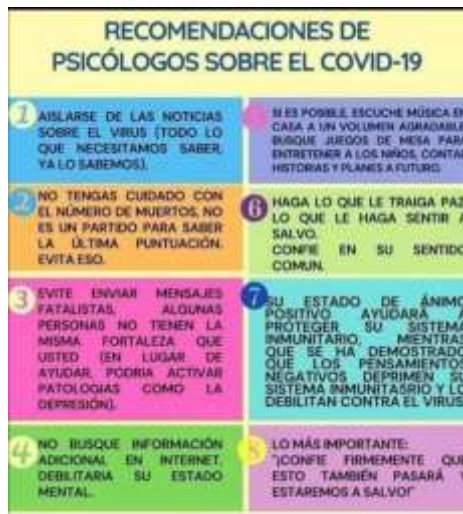 RECOMENDACIONES DE
PSICÓLOGOS SOBRE EL COVID-19
1
AISLARSE DE LAS NOTICIAS
SOBRE EL VIRUS (TODO LO
QUE NECESITAMOS SABER,
YA LO SABEMOS).
2
NO TENGAS CUIDADO CON
EL NÚMERO DE MUERTOS, NO
ES UN PARTIDO PARA SABER
LA ÚLTIMA PUNTUACIÓN.
EVITA ESO.
3
EVITE ENVIAR MENSAJES
FATALISTAS, ALGUNAS
PERSONAS NO TIENEN LA
MISMA FORTALEZA QUE
USTED (EN LUGAR DE
AYUDAR, PODRIA ACTIVAR
PATOLOGIAS COMO LA
DEPRESIÓN).
4
NO BUSQUE INFORMACIÓN
ADICIONAL EN INTERNET,
DEBILITARIA SU ESTADO
MENTAL.
SI ES POSIBLE, ESCUCHE MÚSICA EN
CASA A UN VOLUMEN AGRADABLE
BUSQUE JUEGOS DE MESA PARA
ENTRETENER A LOS NIÑOS, CONTAR
HISTORIAS Y PLANES A FUTURO.
6
HAGA LO QUE LE TRAIGA PAZ
LO QUE LE HAGA SENTIR A
SALVO.
CONFIE EN SU SENTIDO
COMUN.
7
SU ESTADO DE ÁNIMO
POSITIVO AYUDARÁ A
PROTEGER SU SISTEMA
INMUNITARIO, MIENTRAS
QUE SE HA DEMOSTRADO
QUE LOS PENSAMIENTOS
NEGATIVOS DEPRIMEN SU
SISTEMA INMUNITASRIO Y LO
DEBILITAN CONTRA EL VIRUS
8
LO MÁS IMPORTANTE:
"¡CONFIE FIRMEMENTE QUE
ESTO TAMBIÉN PASARÁ Y
ESTAREMOS A SALVO!"